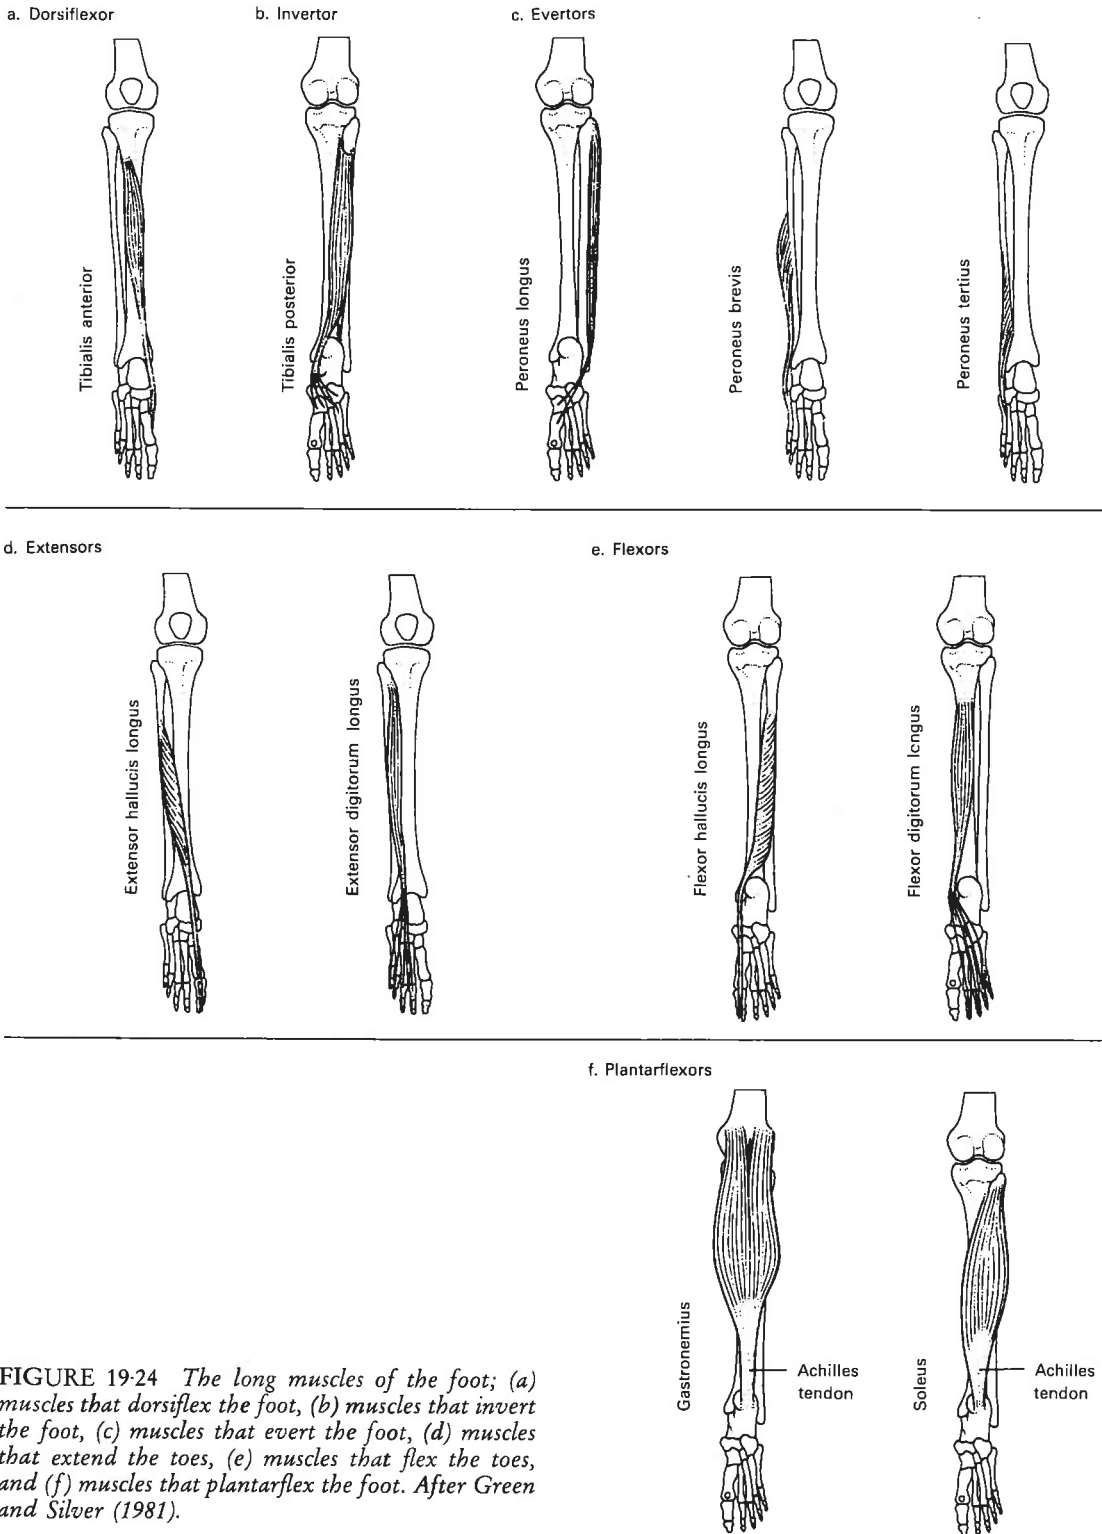 a. Dorsiflexor
b. Invertor
c. Evertors
Tibialis anterior
Tibialis posterior
Peroneus longus
Peroneus brevis
Peroneus tertius
d. Extensors
e. Flexors
Extensor hallucis longus
Extensor digitorum longus
Flexor hallucis longus
Flexor digitorum lcngus
f. Plantarflexors
Gastronemius
Achilles
tendon
Soleus
Achilles
tendon
FIGURE 19·24 The long muscles of the foot; (a)
muscles that dorsiflex the foot, (b) muscles that invert
the foot, (c) muscles that evert the foot, (d) muscles
that extend the toes, (e) muscles that flex the toes,
and (f) muscles that plantarflex the foot. After Green
and Silver (1981).